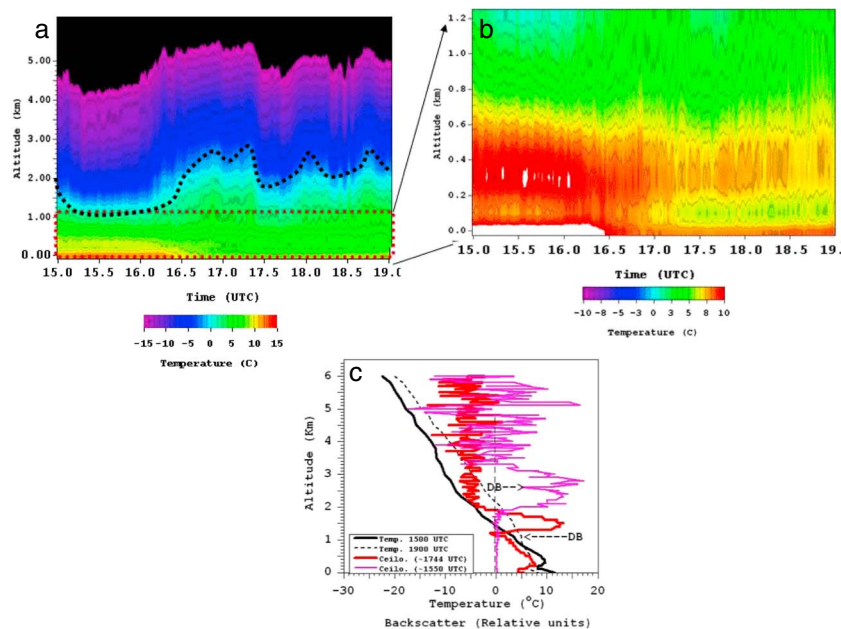 a
5.00
4.00
3.00
2.00
1.00
0.00
Altitude (km)
15.0 15.5 16.0 16.5 17.0 17.5 18.0 18.5 19.0
Time (UTC)
-15 -10 -5 0 5 10 15
Temperature (C)
b
1.2
1.0
0.8
0.6
0.4
0.2
0.0
Altitude (km)
15.0 15.5 16.0 16.5 17.0 17.5 18.0 18.5 19.
Time (UTC)
-10 -8 -5 -3 0 3 5 8 10
Temperature (C)
c
6
5
4
3
2
1
0
Altitude (Km)
DB
DB
Temp. 1500 UTC
Temp. 1900 UTC
Ceilo. (~1744 UTC)
Ceilo. (~1550 UTC)
-30 -20 -10 0 10 20
Temperature (°C)
Backscatter (Relative units)